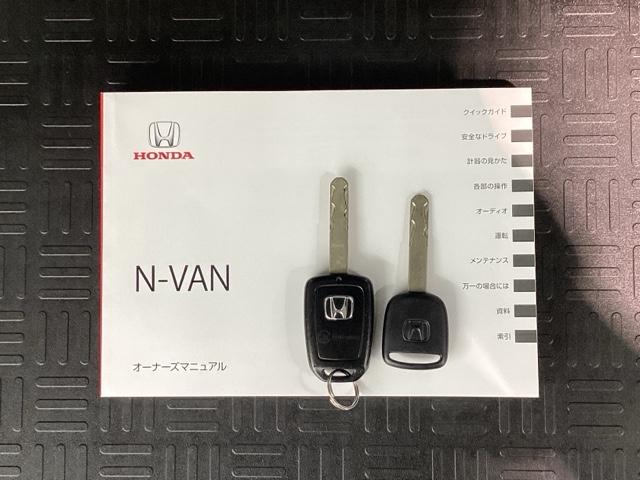 HONDA
N-VAN
オーナーズマニュアル
クイックガイド
安全なドライブ
計器の見かた
各部の操作
オーディオ
運転
メンテナンス
万一の場合には
資料
索引